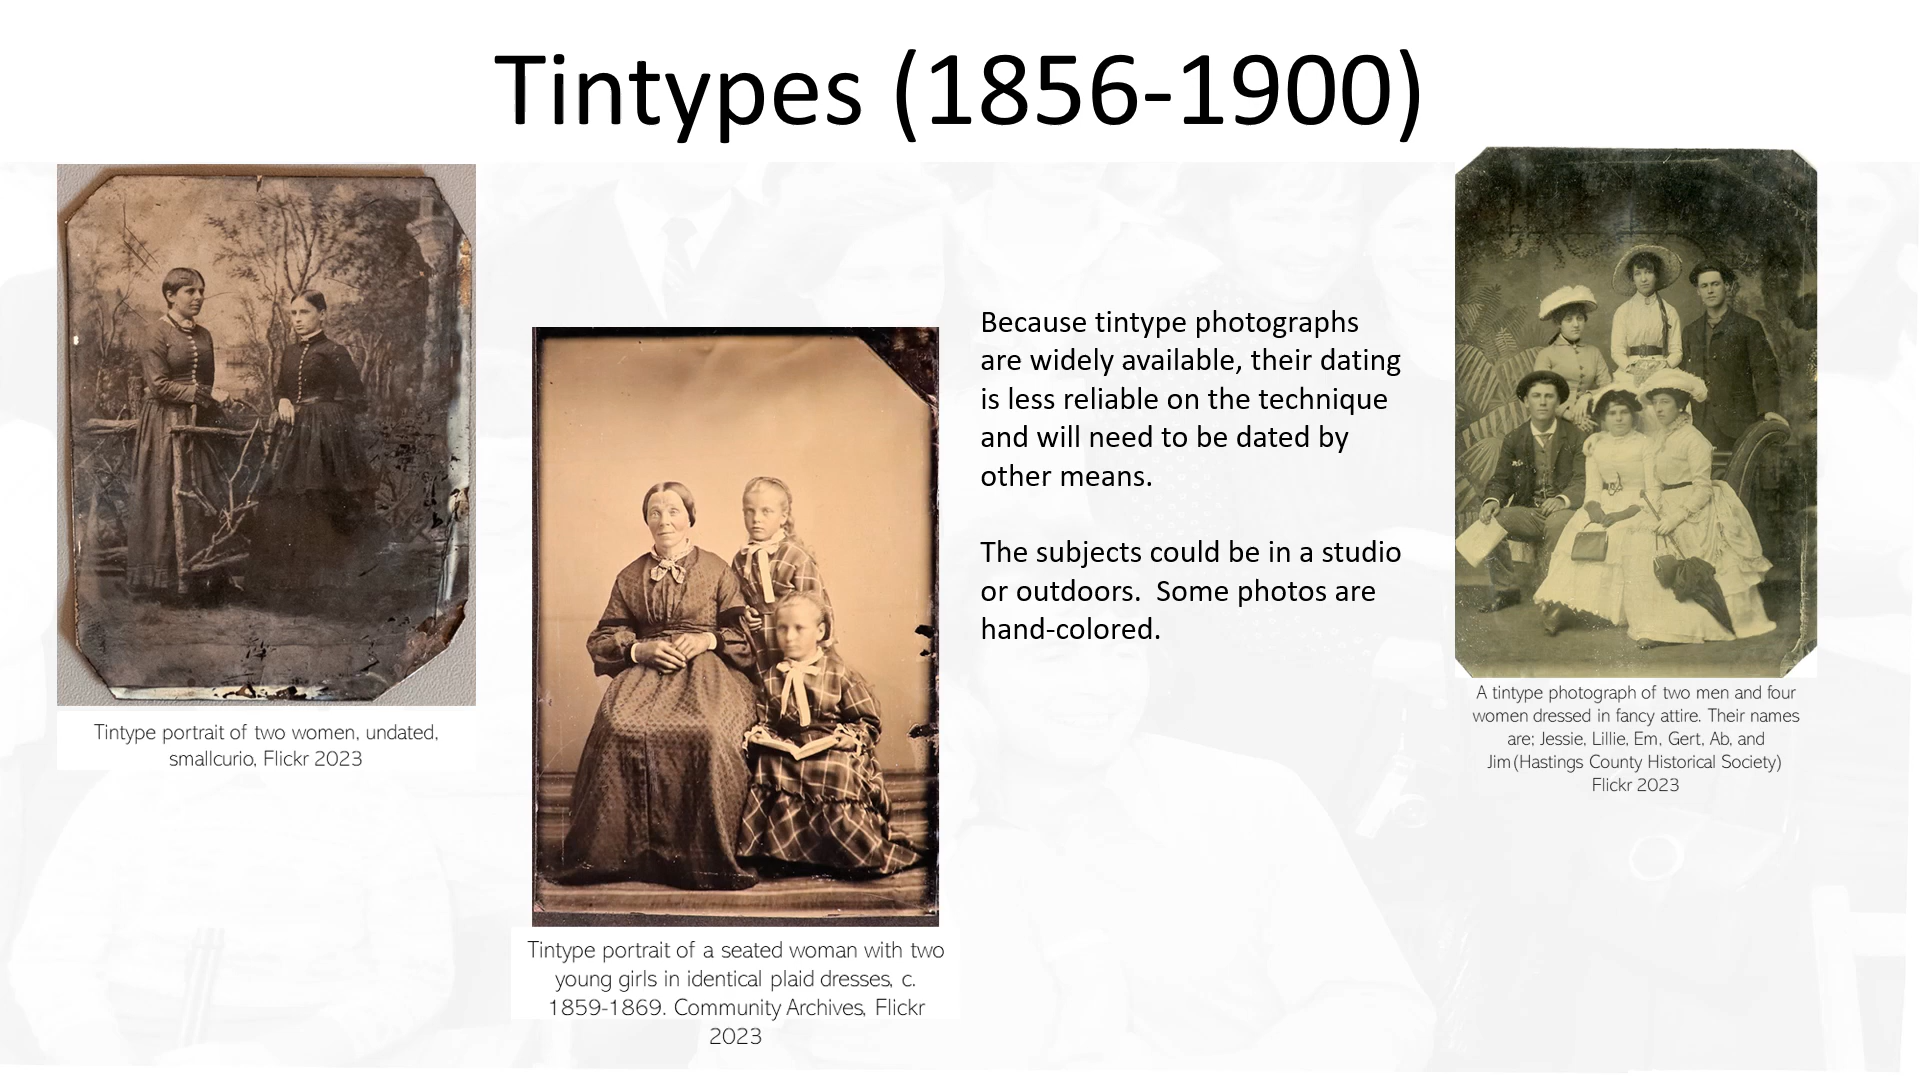 Tintypes (1856-1900)
Tintype portrait of two women, undated,
smallcurio, Flickr 2023
Tintype portrait of a seated woman with two
young girls in identical plaid dresses, c.
1859-1869. Community Archives, Flickr
2023
Because tintype photographs
are widely available, their dating
is less reliable on the technique
and will need to be dated by
other means.
The subjects could be in a studio
or outdoors.  Some photos are
hand-colored.
A tintype photograph of two men and four
women dressed in fancy attire. Their names
are; Jessie, Lillie, Em, Gert, Ab, and
Jim (Hastings County Historical Society)
Flickr 2023